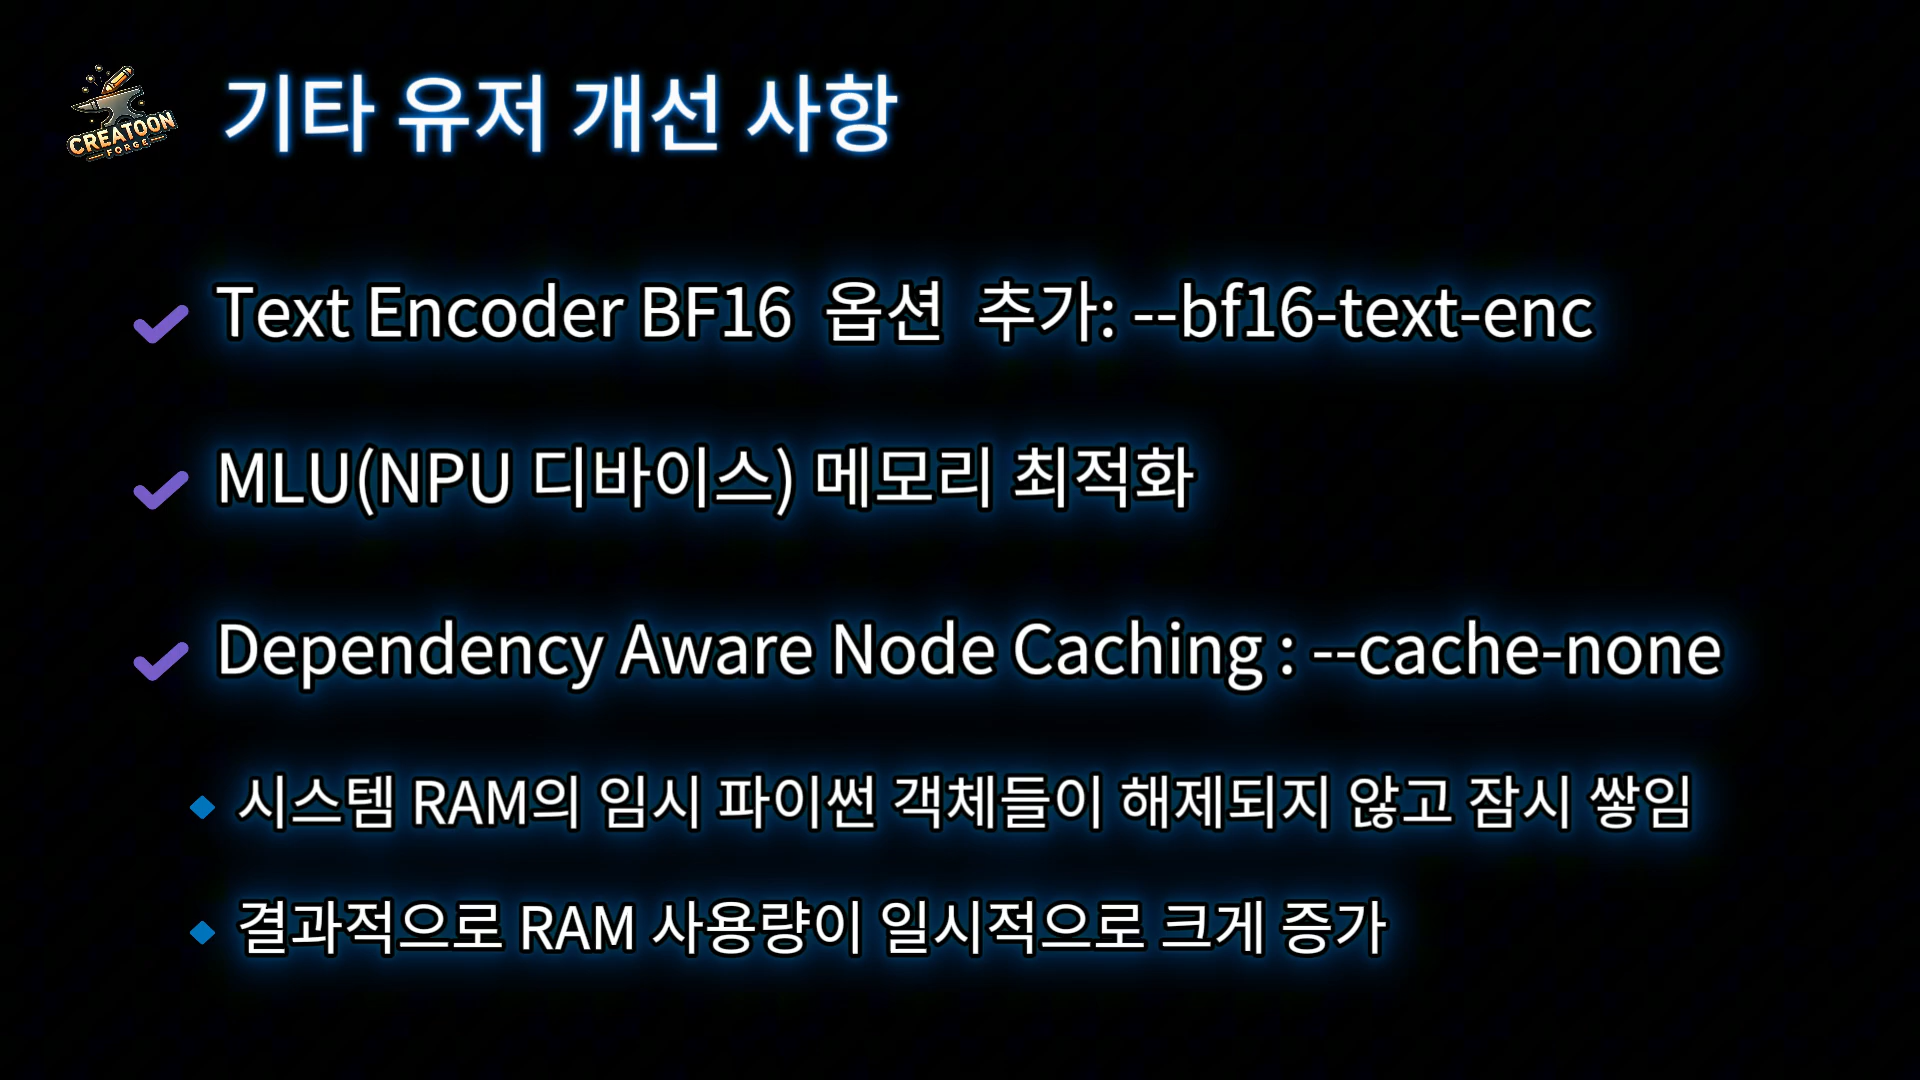 CREATOON
FORGE
기타 유저 개선 사항
Text Encoder BF16 옵션 추가: --bf16-text-enc
MLU(NPU 디바이스) 메모리 최적화
Dependency Aware Node Caching : --cache-none
시스템 RAM의 임시 파이썬 객체들이 해제되지 않고 잠시 쌓임
결과적으로 RAM 사용량이 일시적으로 크게 증가